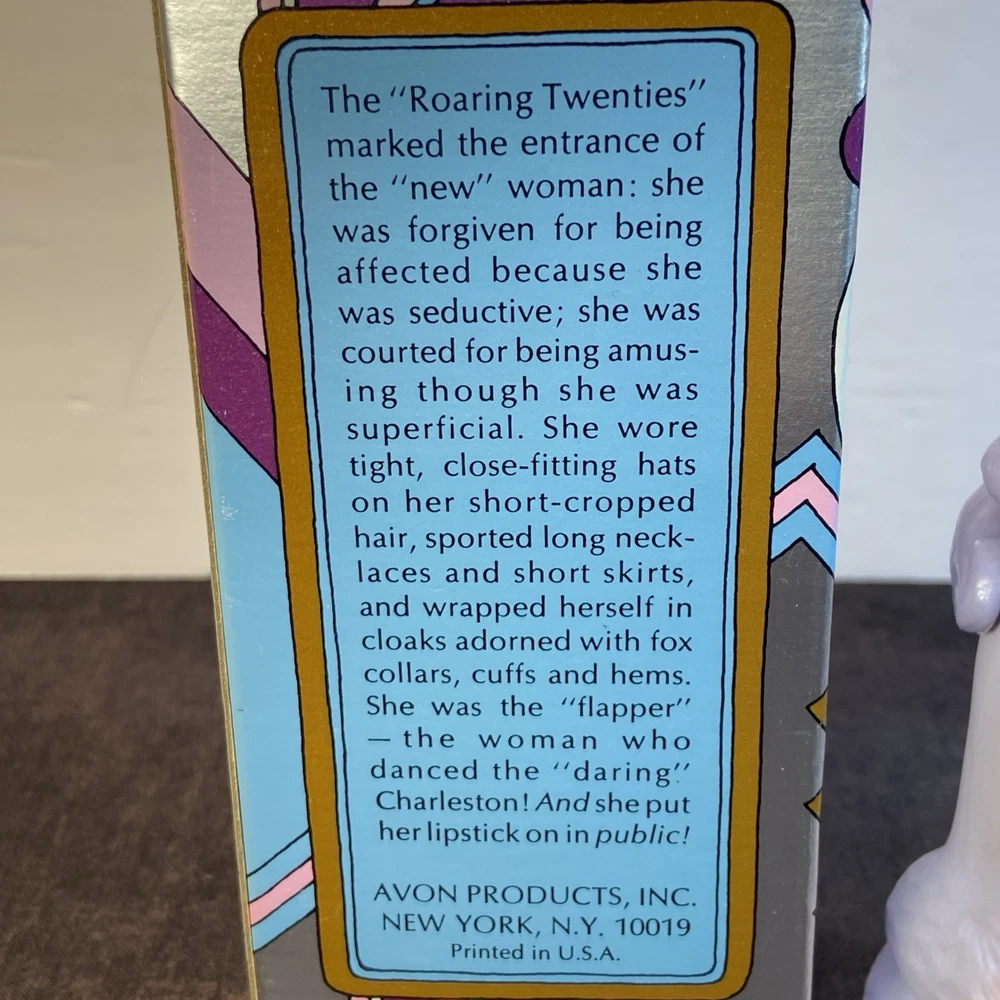 The "Roaring Twenties"
marked the entrance of
the "new" woman: she
was forgiven for being
affected because she
was seductive; she was
courted for being amus-
ing though she was
superficial. She wore
tight, close-fitting hats
on her short-cropped
hair, sported long neck-
laces and short skirts,
and wrapped herself in
cloaks adorned with fox
collars, cuffs and hems.
She was the "flapper"
— the woman who
danced the "daring"
Charleston! And she put
her lipstick on in public!
AVON PRODUCTS, INC.
NEW YORK, N.Y. 10019
Printed in U.S.A.